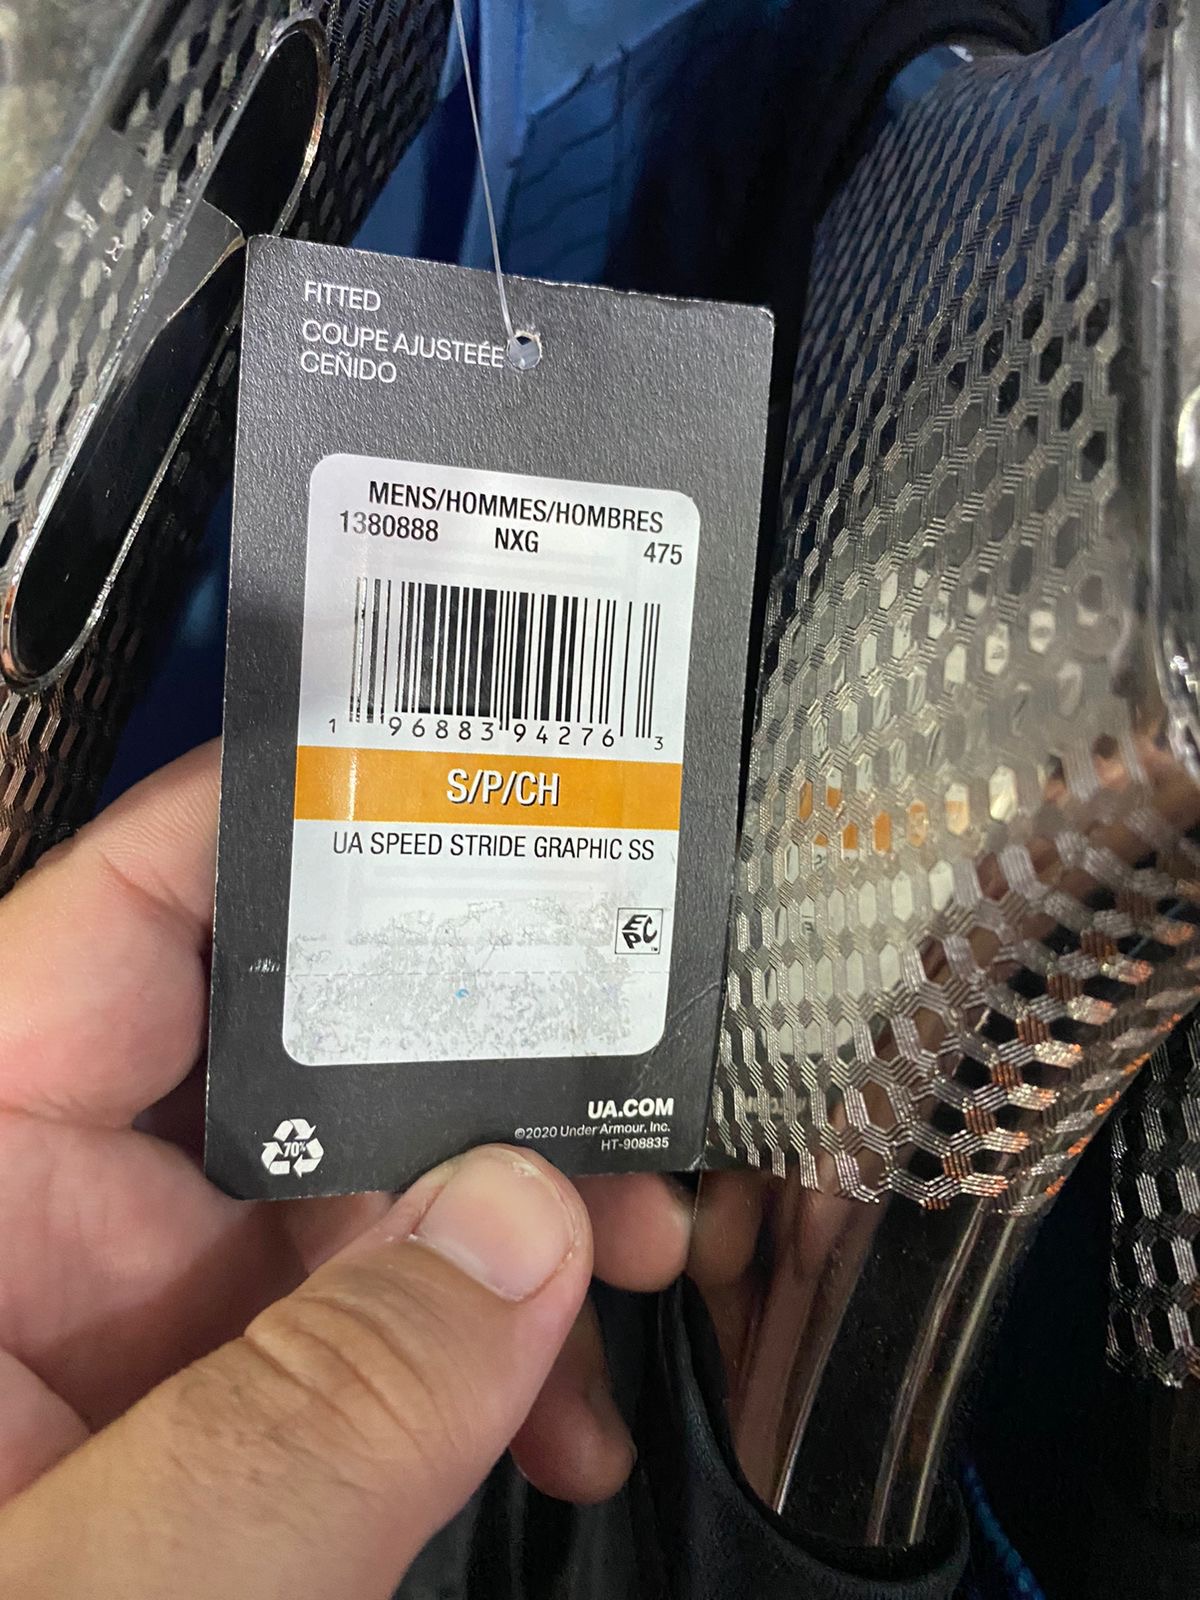 FITTED
COUPE AJUSTEÉE
CEÑIDO
MENS/HOMMES/HOMBRES
1380888 NXG 475
1 96883 94276 3
S/P/CH
UA SPEED STRIDE GRAPHIC SS
EPC
70%
UA.COM
©2020 Under Armour, Inc.
HT-908835